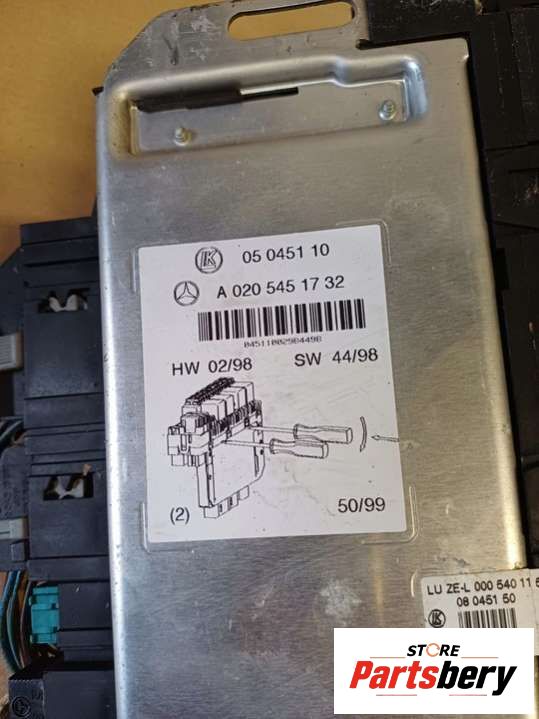 K 05 0451 10
A 020 545 17 32
0451100298449B
HW 02/98 SW 44/98
(2) 50/99
LU ZE-L 000 540 11
08 0451 50
K
STORE
Partsbery